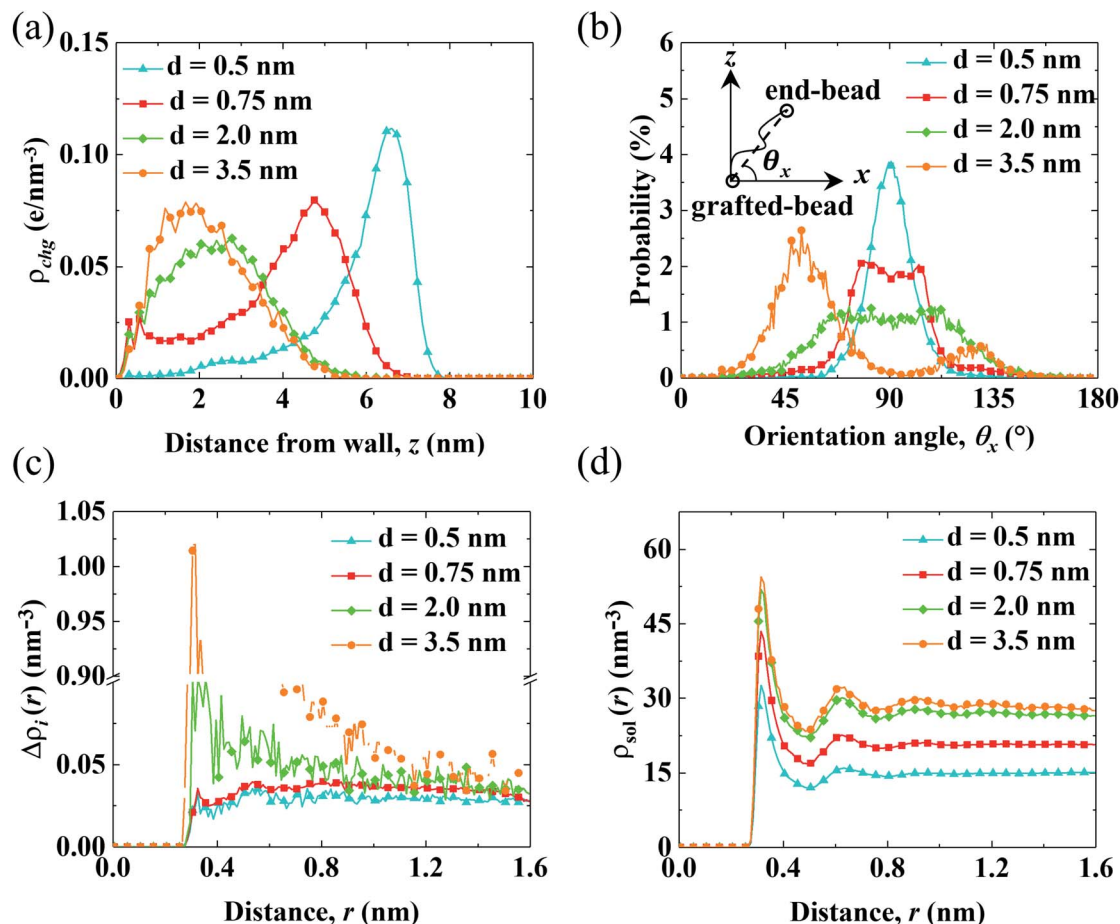 (a)
0.15
0.10
0.05
0.00
ρchg (e/nm⁻³)
d = 0.5 nm
d = 0.75 nm
d = 2.0 nm
d = 3.5 nm
0 2 4 6 8 10
Distance from wall, z (nm)
(b)
6
5
4
3
2
1
0
Probability (%)
z
end-bead
θx
x
grafted-bead
d = 0.5 nm
d = 0.75 nm
d = 2.0 nm
d = 3.5 nm
0 45 90 135 180
Orientation angle, θx (°)
(c)
1.05
1.00
0.95
0.90
0.05
0.00
Δρi (r) (nm⁻³)
d = 0.5 nm
d = 0.75 nm
d = 2.0 nm
d = 3.5 nm
0.0 0.4 0.8 1.2 1.6
Distance, r (nm)
(d)
60
45
30
15
0
ρsol (r) (nm⁻³)
d = 0.5 nm
d = 0.75 nm
d = 2.0 nm
d = 3.5 nm
0.0 0.4 0.8 1.2 1.6
Distance, r (nm)